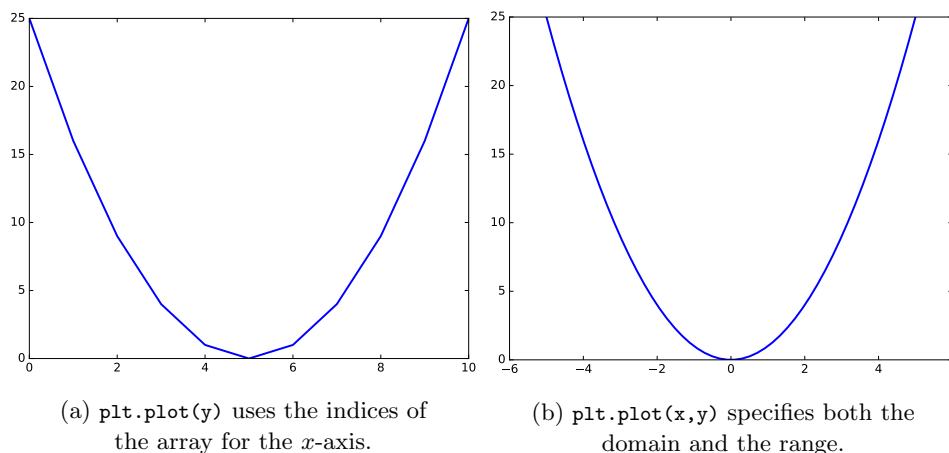 25
20
15
10
5
0
0 2 4 6 8 10
(a) plt.plot(y) uses the indices of
the array for the x-axis.
25
20
15
10
5
0
−6 −4 −2 0 2 4
(b) plt.plot(x,y) specifies both the
domain and the range.